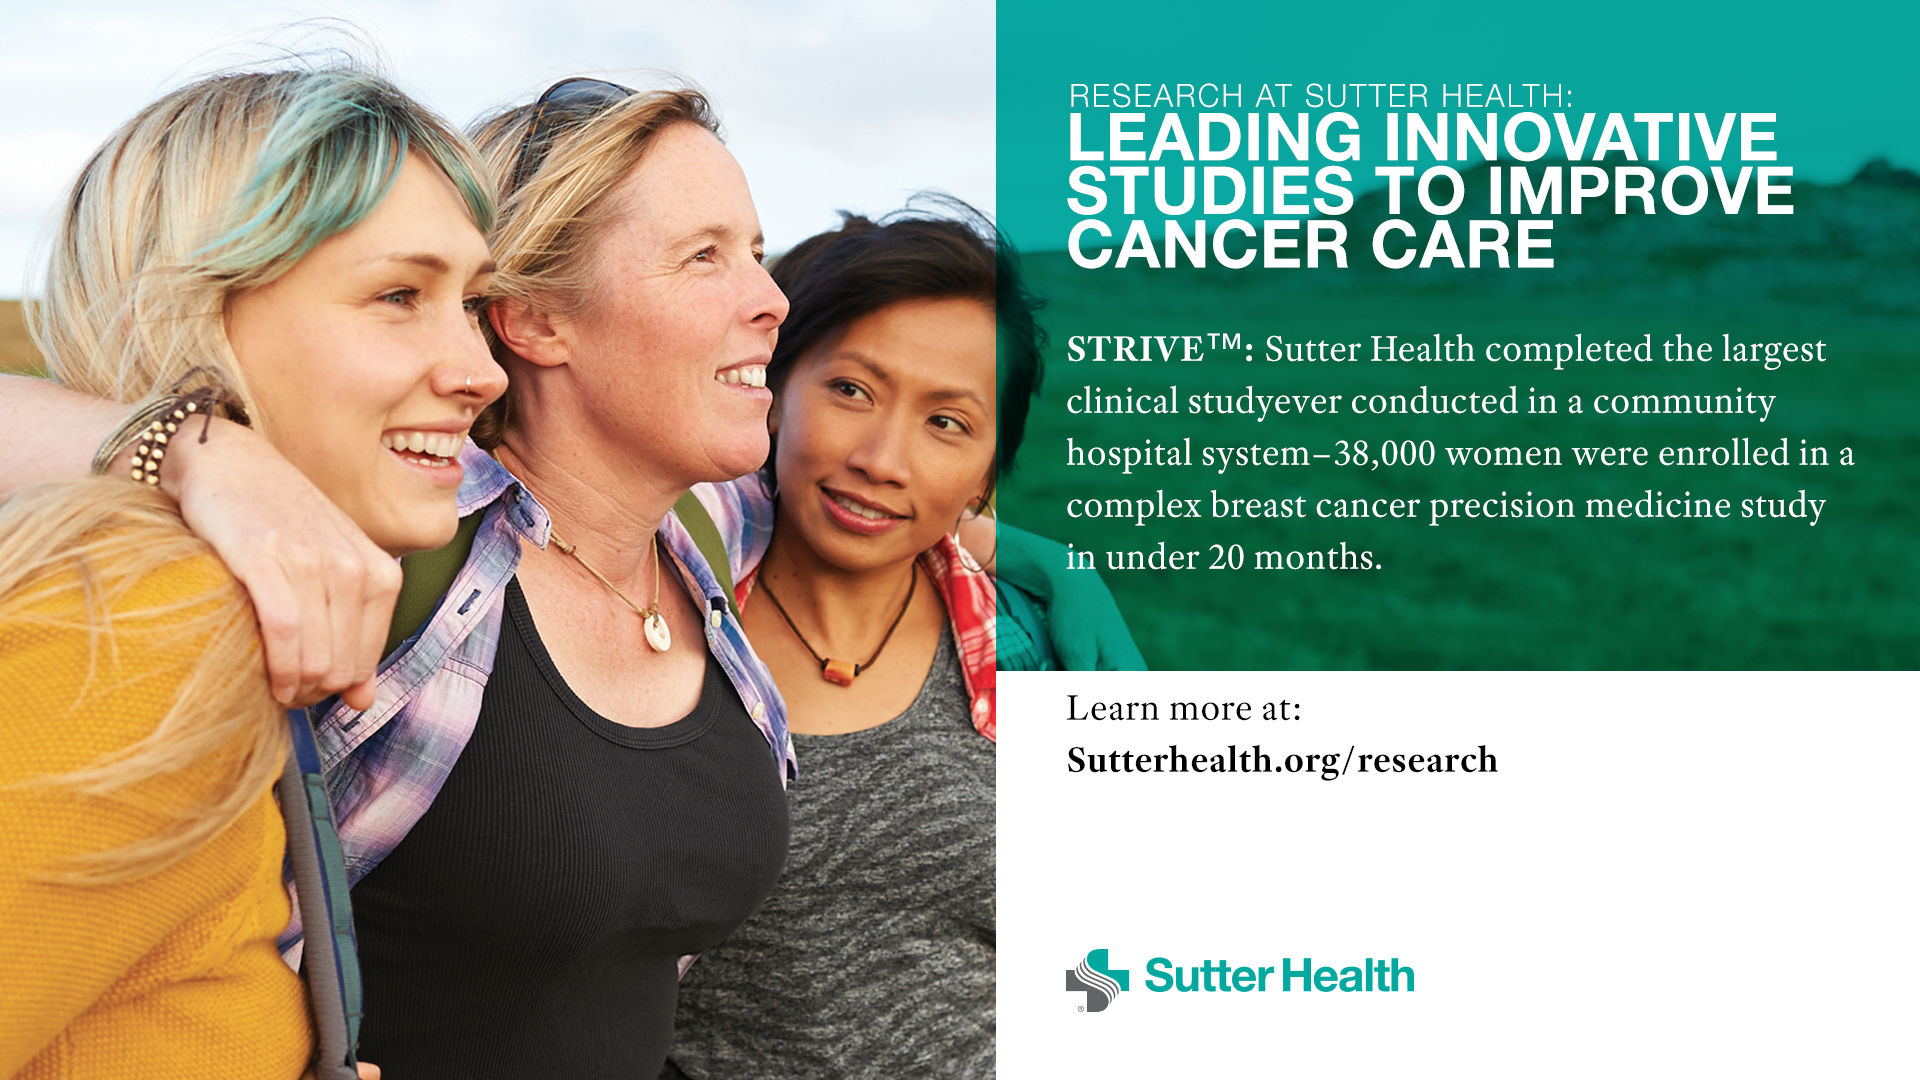 RESEARCH AT SUTTER HEALTH:
LEADING INNOVATIVE
STUDIES TO IMPROVE
CANCER CARE
STRIVE™: Sutter Health completed the largest
clinical studyever conducted in a community
hospital system–38,000 women were enrolled in a
complex breast cancer precision medicine study
in under 20 months.
Learn more at:
Sutterhealth.org/research
® Sutter Health